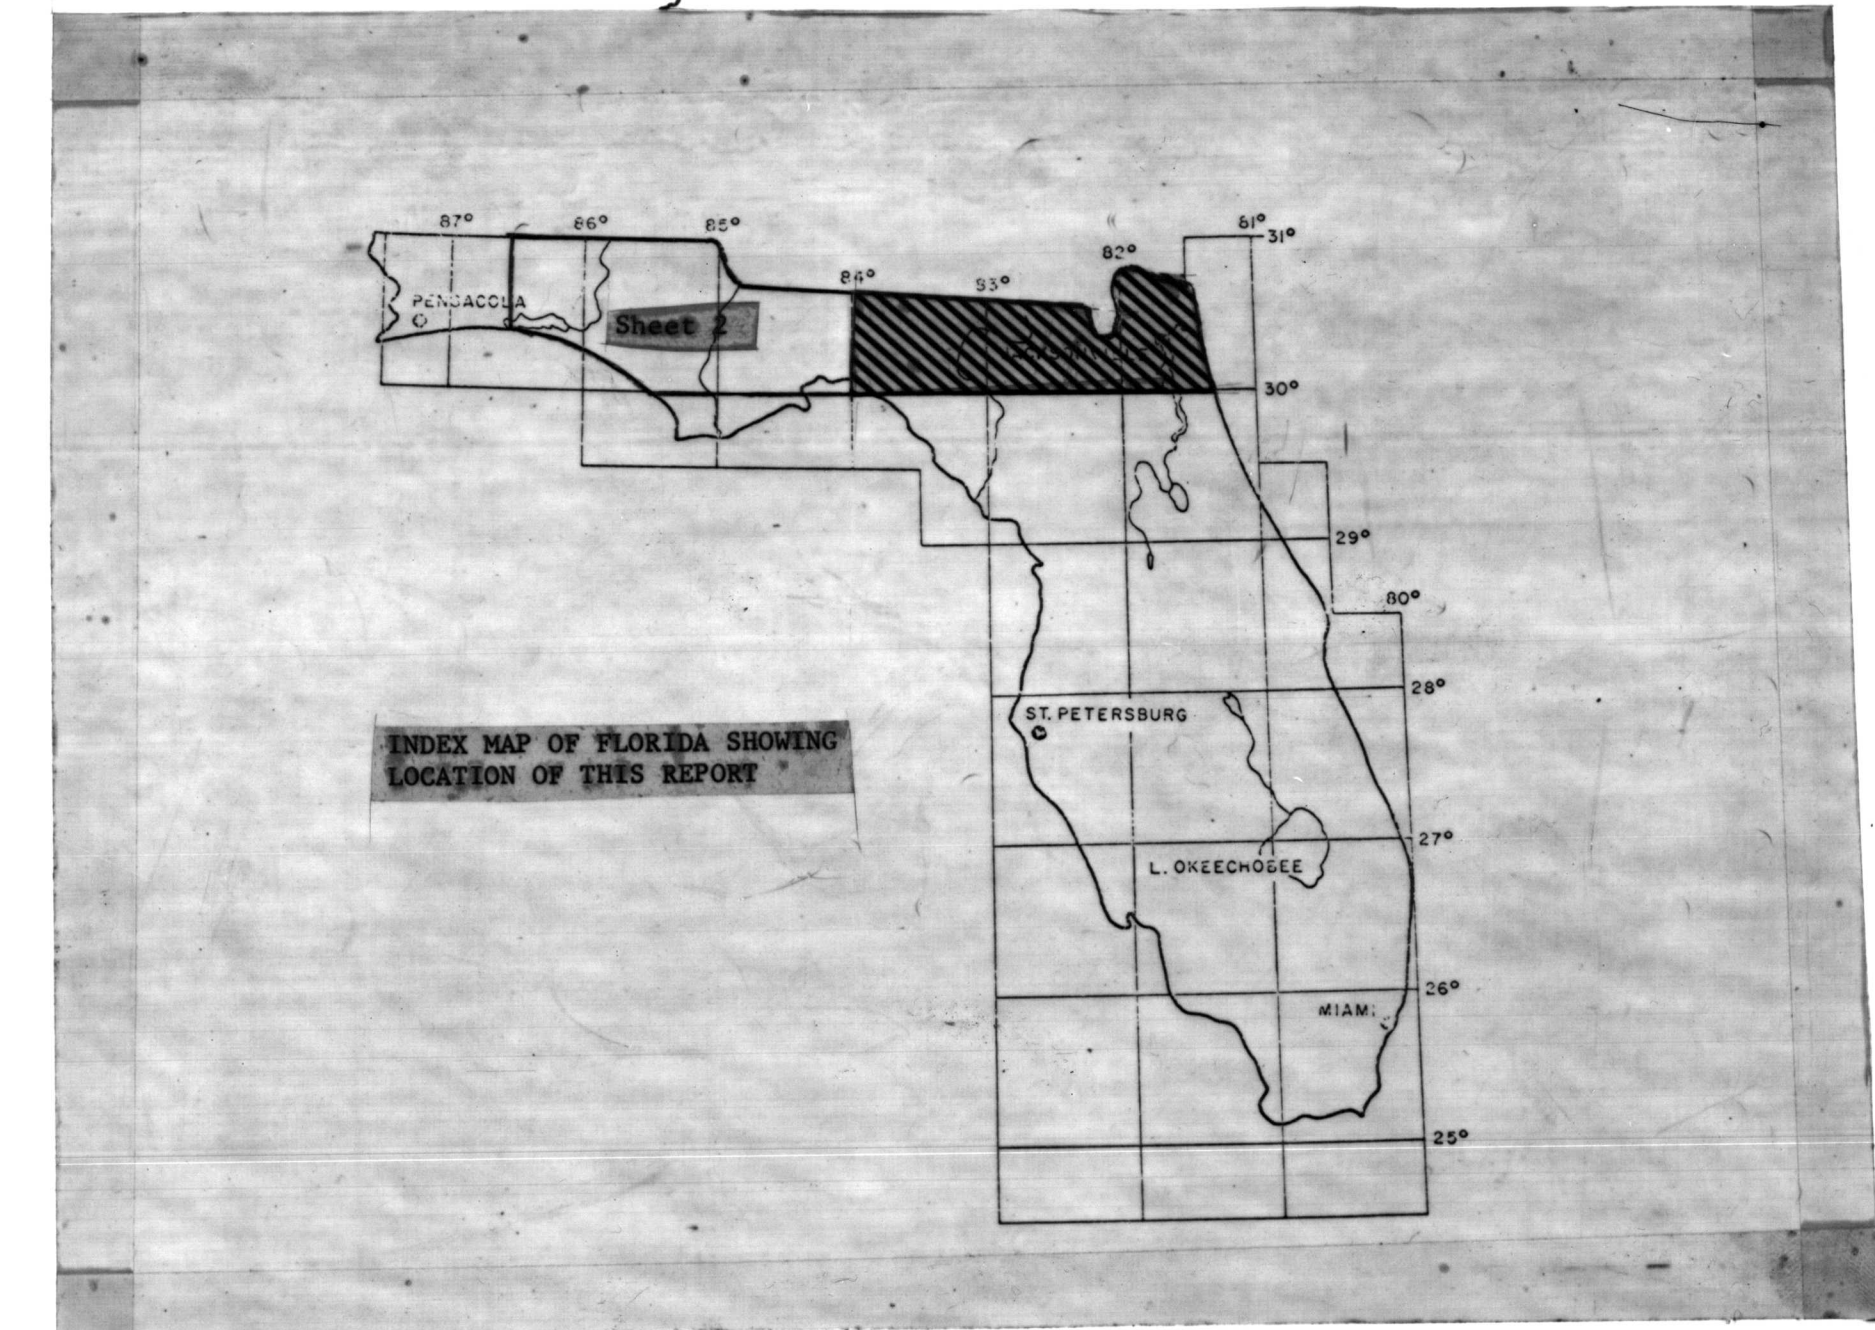 87° 86° 85° 81°
31°
82°
84° 83°
PENSACOLA
Sheet 2
JACKSONVILLE
30°
29°
80°
28°
ST. PETERSBURG
INDEX MAP OF FLORIDA SHOWING
LOCATION OF THIS REPORT
27°
L. OKEECHOBEE
26°
MIAMI
25°